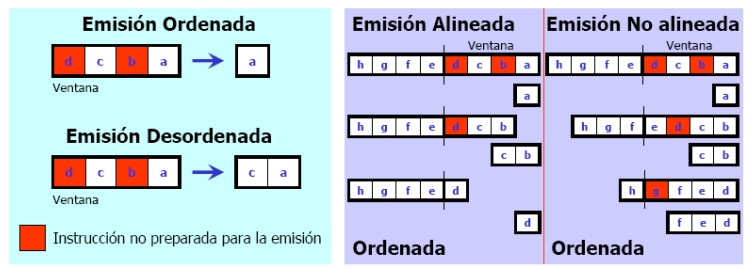 Emisión Ordenada
d c b a
a
Ventana
Emisión Desordenada
d c b a
c a
Ventana
Instrucción no preparada para la emisión
Emisión Alineada
Ventana
h g f e d c b a
a
h g f e d c b
c b
h g f e d
d
Ordenada
Emisión No alineada
Ventana
h g f e d c b a
a
h g f e d c b
c b
h g f e d
f e d
Ordenada